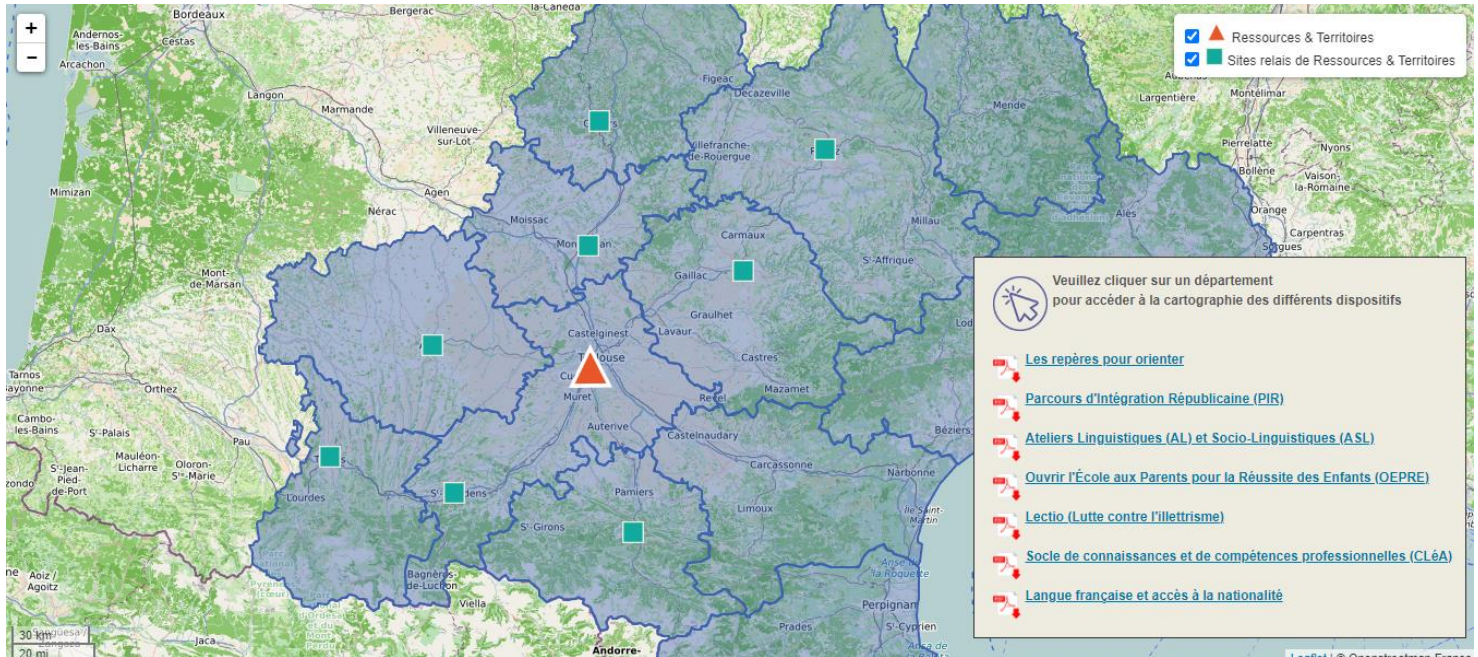 +
−
Ressources & Territoires
Sites relais de Ressources & Territoires
Bordeaux
Bergerac
la-Canéda
Andernos-
les-Bains
Cestas
Arcachon
Langon
Marmande
Villeneuve-
sur-Lot
Figeac
Decazeville
Mende
Largentière
Montélimar
Pierrelatte
Nyons
Bollène
Vaison-
la-Romaine
Villefranche-
de-Rouergue
Mimizan
Agen
Nérac
Moissac
Millau
Alès
Orange
Carpentras
Sorgues
Carmaux
Gaillac
St-Affrique
Mont-
de-Marsan
Graulhet
Lavaur
Castelginest
Castres
Dax
Tarnos
Bayonne
Orthez
Muret
Revel
Mazamet
Auterive
Castelnaudary
Béziers
Cambo-
les-Bains
St-Palais
Pau
Mauléon-
Licharre
Oloron-
Ste-Marie
St-Jean-
Pied-
de-Port
Lourdes
Carcassonne
Narbonne
Pamiers
Limoux
St-Girons
Aoiz /
Agoitz
Bagnères-
de-Luchon
Viella
Perpignan
Prades
St-Cyprien
Jaca
Andorre-
30 km
20 mi
Veuillez cliquer sur un département
pour accéder à la cartographie des différents dispositifs
Les repères pour orienter
Parcours d'Intégration Républicaine (PIR)
Ateliers Linguistiques (AL) et Socio-Linguistiques (ASL)
Ouvrir l'École aux Parents pour la Réussite des Enfants (OEPRE)
Lectio (Lutte contre l'illettrisme)
Socle de connaissances et de compétences professionnelles (CLéA)
Langue française et accès à la nationalité